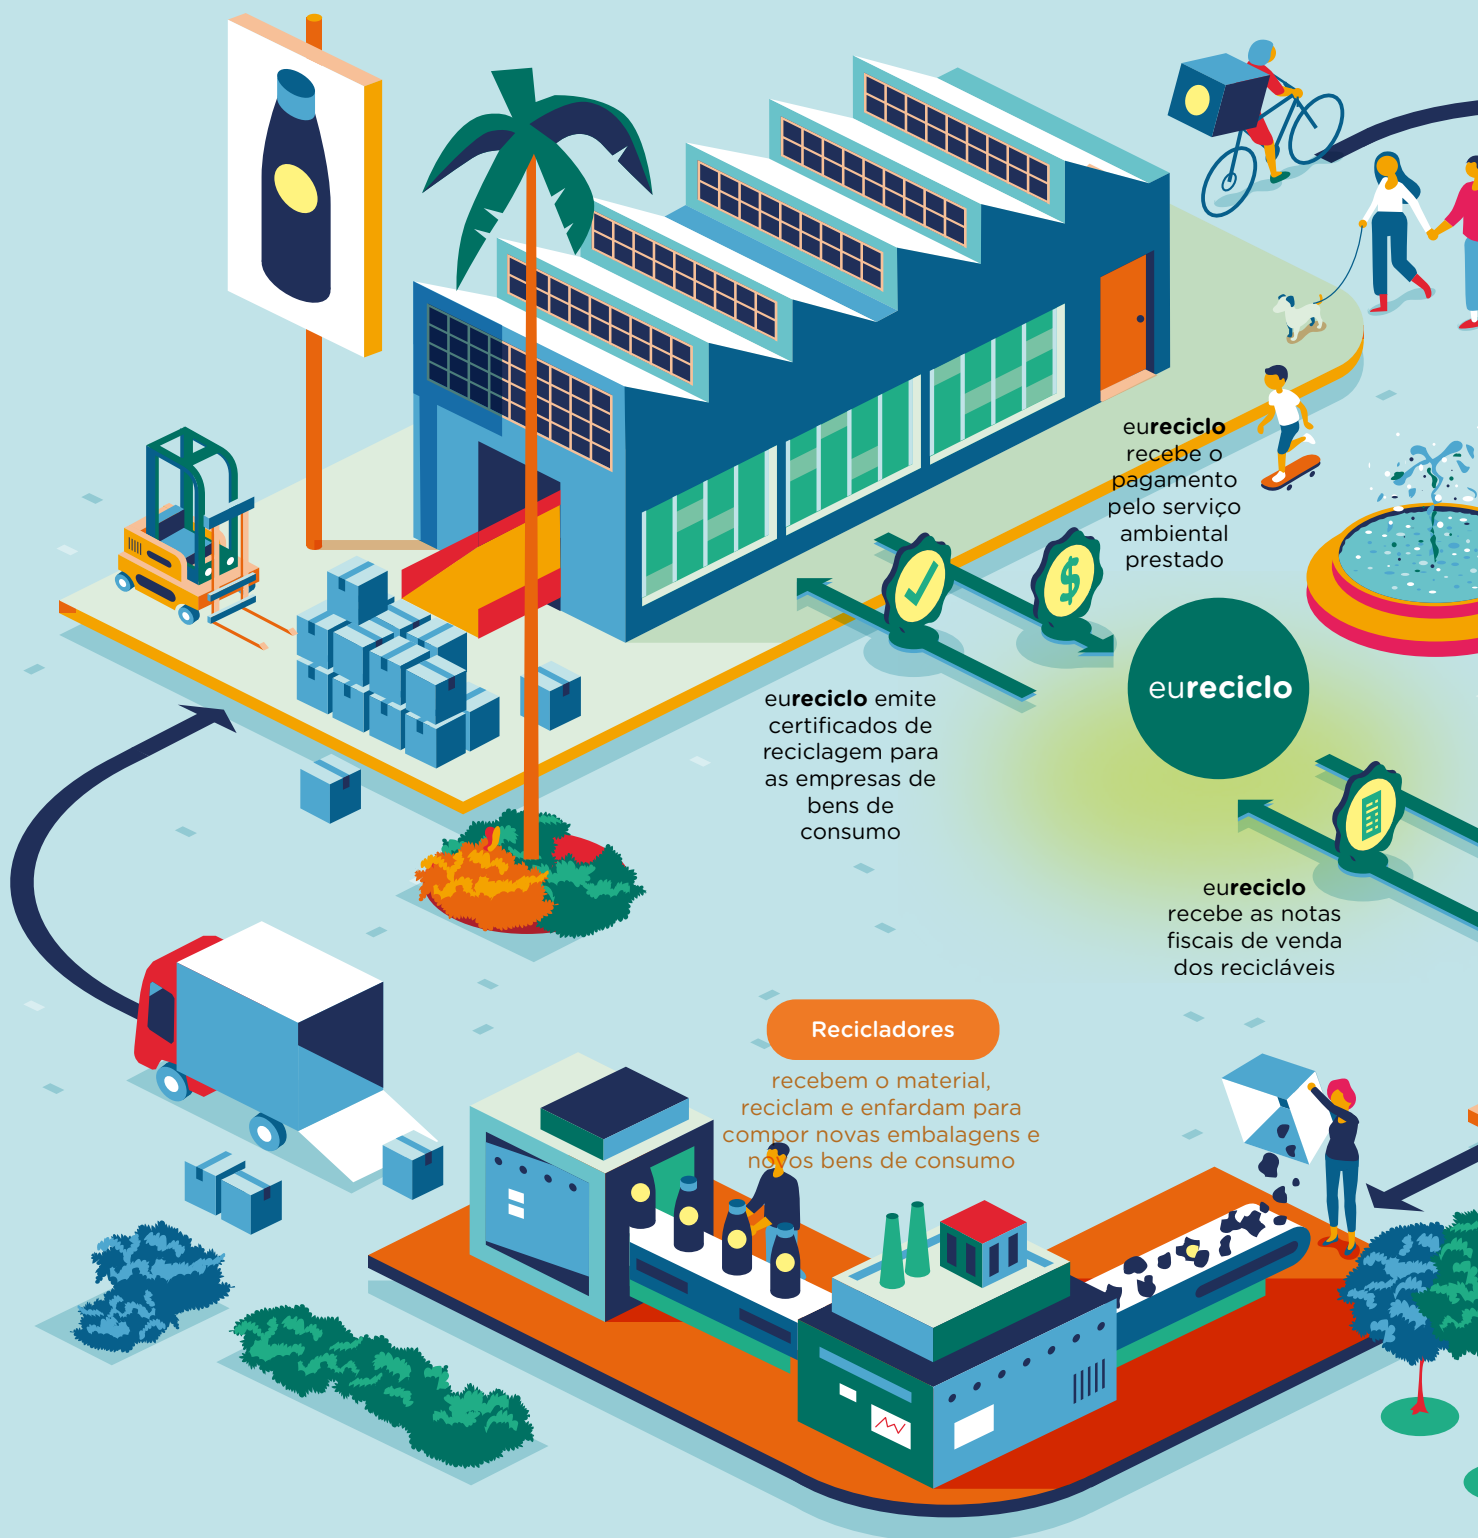 eureciclo
recebe o
pagamento
pelo serviço
ambiental
prestado
eureciclo
eureciclo emite
certificados de
reciclagem para
as empresas de
bens de
consumo
eureciclo
recebe as notas
fiscais de venda
dos recicláveis
Recicladores
recebem o material,
reciclam e enfardam para
compor novas embalagens e
novos bens de consumo